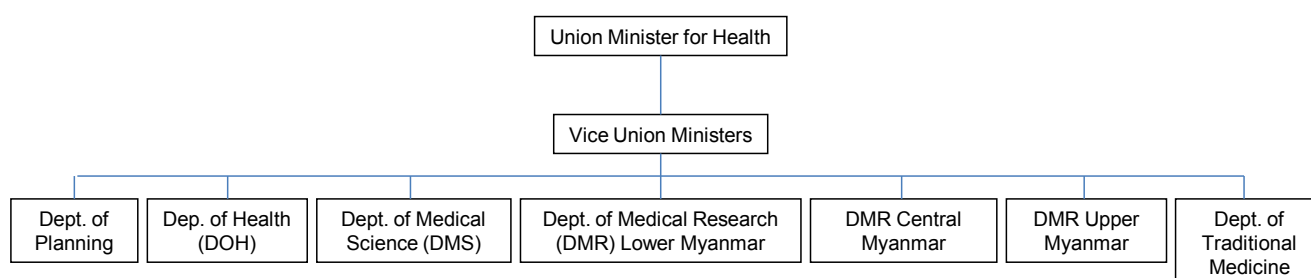 Union Minister for Health
Vice Union Ministers
Dept. of
Planning
Dep. of Health
(DOH)
Dept. of Medical
Science (DMS)
Dept. of Medical Research
(DMR) Lower Myanmar
DMR Central
Myanmar
DMR Upper
Myanmar
Dept. of
Traditional
Medicine